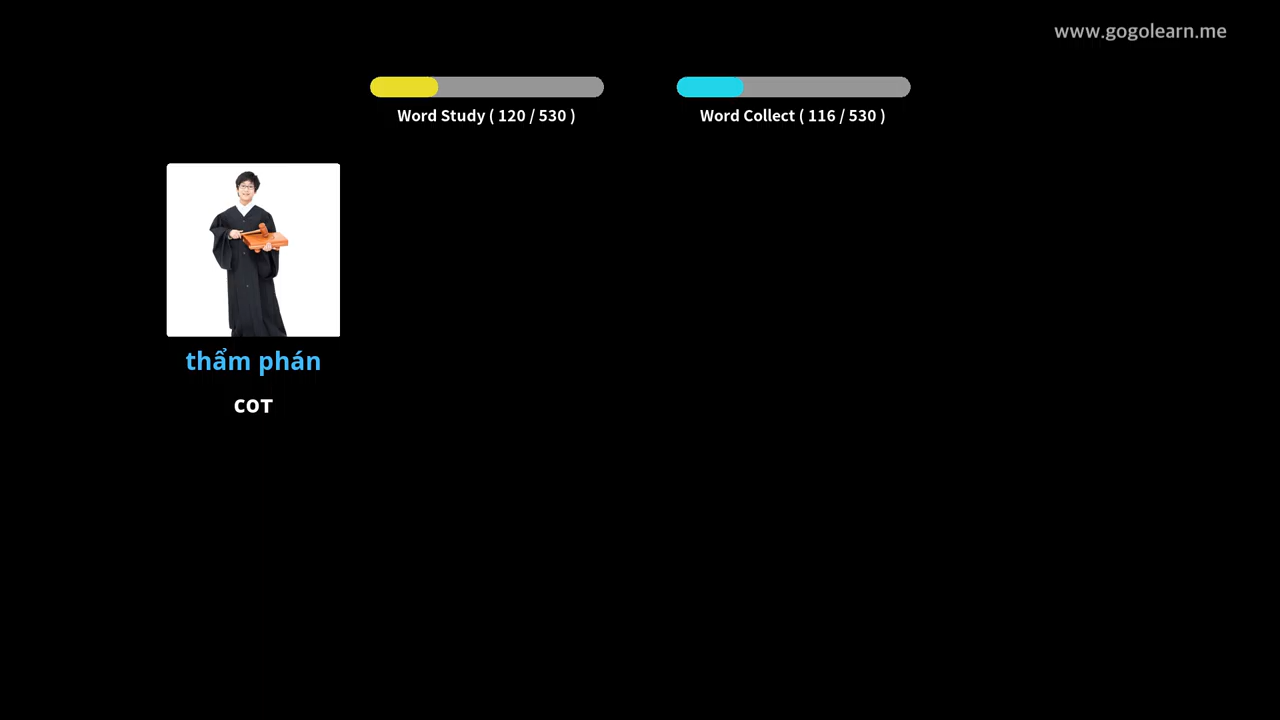 www.gogolearn.me
Word Study ( 120 / 530 )
Word Collect ( 116 / 530 )
thẩm phán
сот